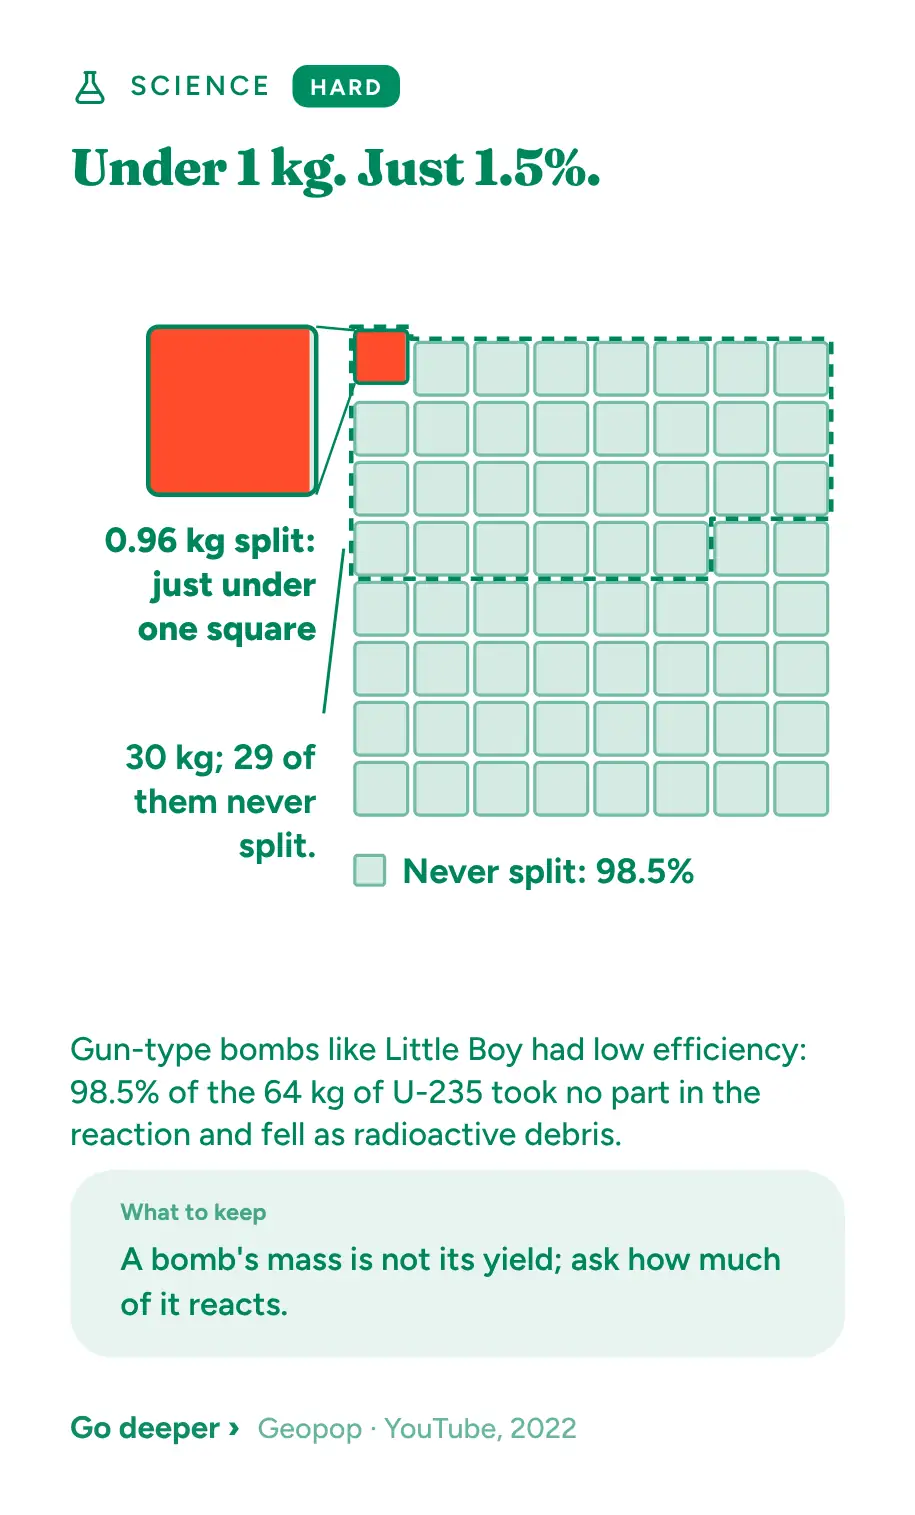 SCIENCE HARD
Under 1 kg. Just 1.5%.
0.96 kg split:
just under
one square
30 kg; 29 of
them never
split.
Never split: 98.5%
Gun-type bombs like Little Boy had low efficiency:
98.5% of the 64 kg of U-235 took no part in the
reaction and fell as radioactive debris.
What to keep
A bomb's mass is not its yield; ask how much
of it reacts.
Go deeper › Geopop · YouTube, 2022